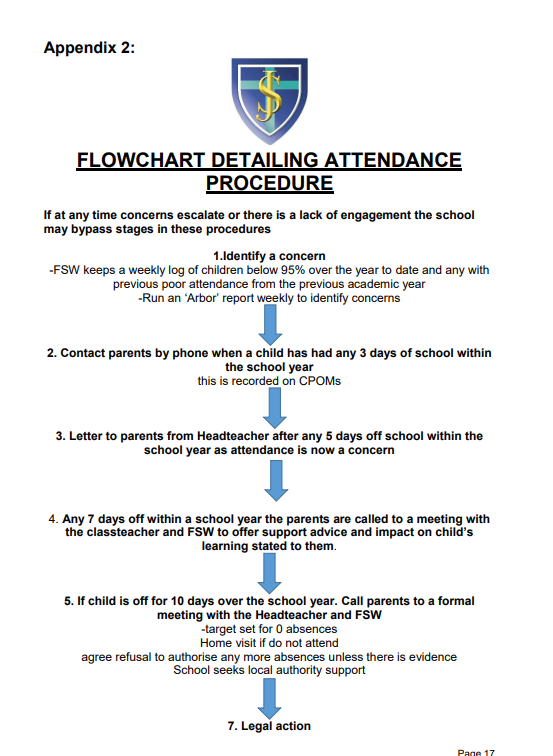 Appendix 2:
JS
FLOWCHART DETAILING ATTENDANCE
PROCEDURE
If at any time concerns escalate or there is a lack of engagement the school
may bypass stages in these procedures
1.Identify a concern
-FSW keeps a weekly log of children below 95% over the year to date and any with
previous poor attendance from the previous academic year
-Run an ‘Arbor’ report weekly to identify concerns
2. Contact parents by phone when a child has had any 3 days of school within
the school year
this is recorded on CPOMs
3. Letter to parents from Headteacher after any 5 days off school within the
school year as attendance is now a concern
4. Any 7 days off within a school year the parents are called to a meeting with
the classteacher and FSW to offer support advice and impact on child’s
learning stated to them.
5. If child is off for 10 days over the school year. Call parents to a formal
meeting with the Headteacher and FSW
-target set for 0 absences
Home visit if do not attend
agree refusal to authorise any more absences unless there is evidence
School seeks local authority support
7. Legal action
Page 17